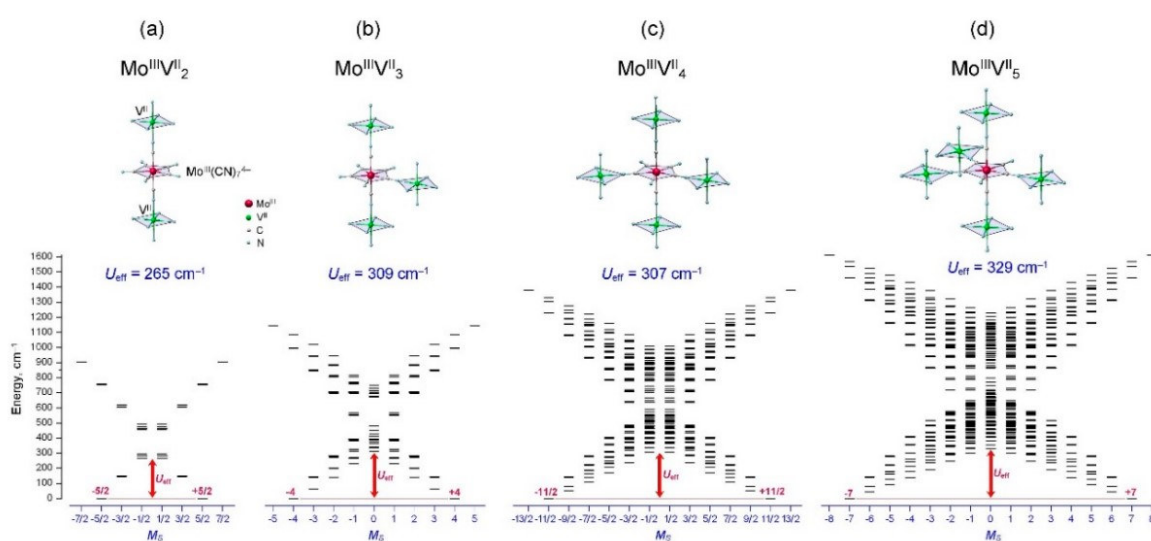 (a) (b) (c) (d)
MoᴵᴵᴵVᴵᴵ₂ MoᴵᴵᴵVᴵᴵ₃ MoᴵᴵᴵVᴵᴵ₄ MoᴵᴵᴵVᴵᴵ₅
Vᴵᴵ
Moᴵᴵᴵ(CN)₇⁴⁻
Vᴵᴵ
Moᴵᴵᴵ
Vᴵᴵ
C
N
Ueff = 265 cm⁻¹ Ueff = 309 cm⁻¹ Ueff = 307 cm⁻¹ Ueff = 329 cm⁻¹
Energy, cm⁻¹
1600
1500
1400
1300
1200
1100
1000
900
800
700
600
500
400
300
200
100
0
Ueff Ueff Ueff Ueff
-5/2 +5/2 -4 +4 -11/2 +11/2 -7 +7
-7/2 -5/2 -3/2 -1/2 1/2 3/2 5/2 7/2
-5 -4 -3 -2 -1 0 1 2 3 4 5
-13/2 -11/2 -9/2 -7/2 -5/2 -3/2 -1/2 1/2 3/2 5/2 7/2 9/2 11/2 13/2
-8 -7 -6 -5 -4 -3 -2 -1 0 1 2 3 4 5 6 7 8
MS MS MS MS